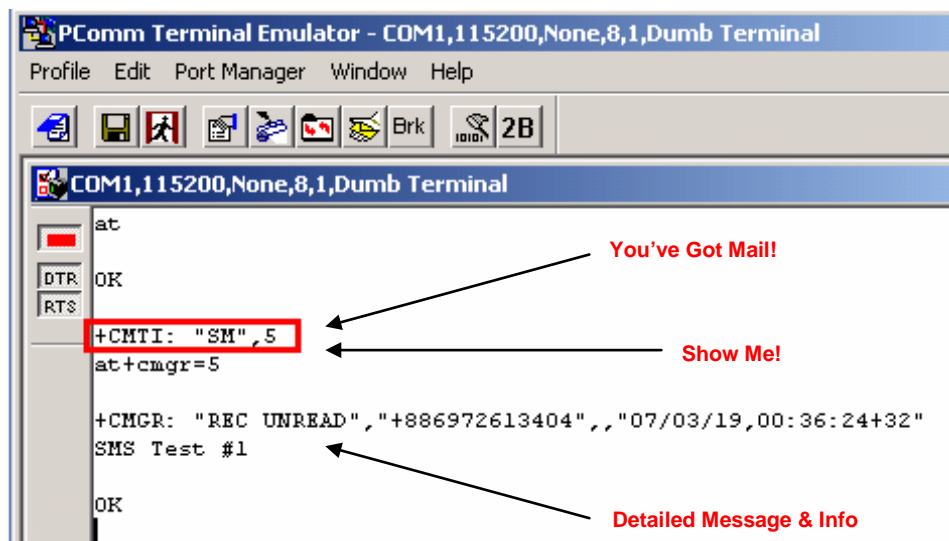 PComm Terminal Emulator - COM1,115200,None,8,1,Dumb Terminal
Profile Edit Port Manager Window Help
Brk 2B
COM1,115200,None,8,1,Dumb Terminal
at
You’ve Got Mail!
DTR OK
RTS
+CMTI: "SM",5
Show Me!
at+cmgr=5
+CMGR: "REC UNREAD","+886972613404",,"07/03/19,00:36:24+32"
SMS Test #1
OK
Detailed Message & Info